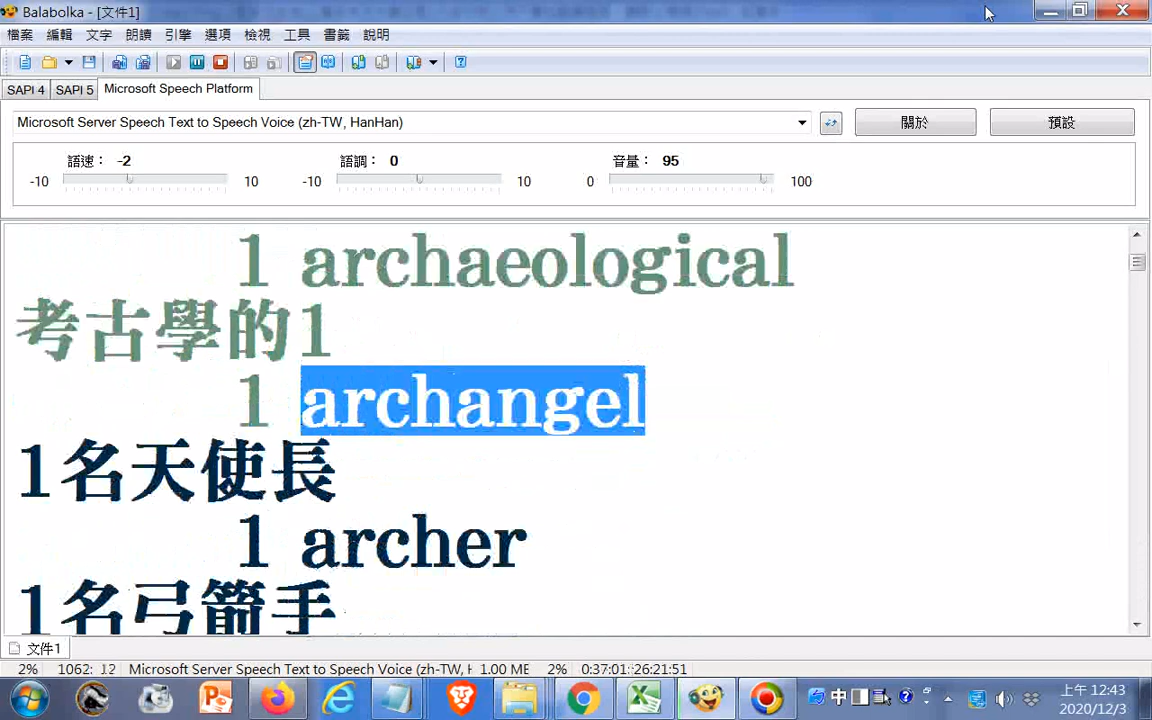 Balabolka - [文件1]
檔案 編輯 文字 朗讀 引擎 選項 檢視 工具 書籤 說明
SAPI 4 SAPI 5 Microsoft Speech Platform
Microsoft Server Speech Text to Speech Voice (zh-TW, HanHan) 關於 預設
語速： -2 語調： 0 音量： 95
-10 10 -10 10 0 100
1 archaeological
考古學的1
1 archangel
1名天使長
1 archer
1名弓箭手
文件1
2% 1062: 12 Microsoft Server Speech Text to Speech Voice (zh-TW, 1.00 ME 2% 0:37:01:26:21:51
中 上午 12:43
2020/12/3